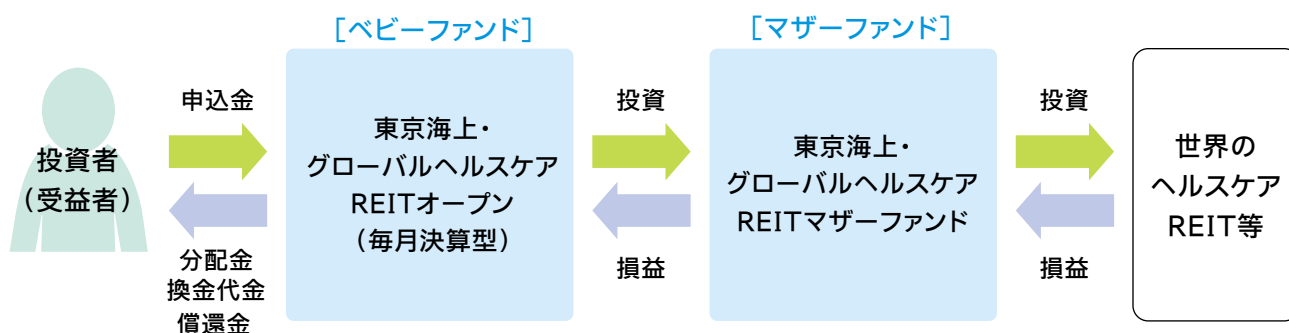 [ベビーファンド]
[マザーファンド]
投資者
(受益者)
申込金
分配金
換金代金
償還金
東京海上・
グローバルヘルスケア
REITオープン
(毎月決算型)
投資
損益
東京海上・
グローバルヘルスケア
REITマザーファンド
投資
損益
世界の
ヘルスケア
REIT等